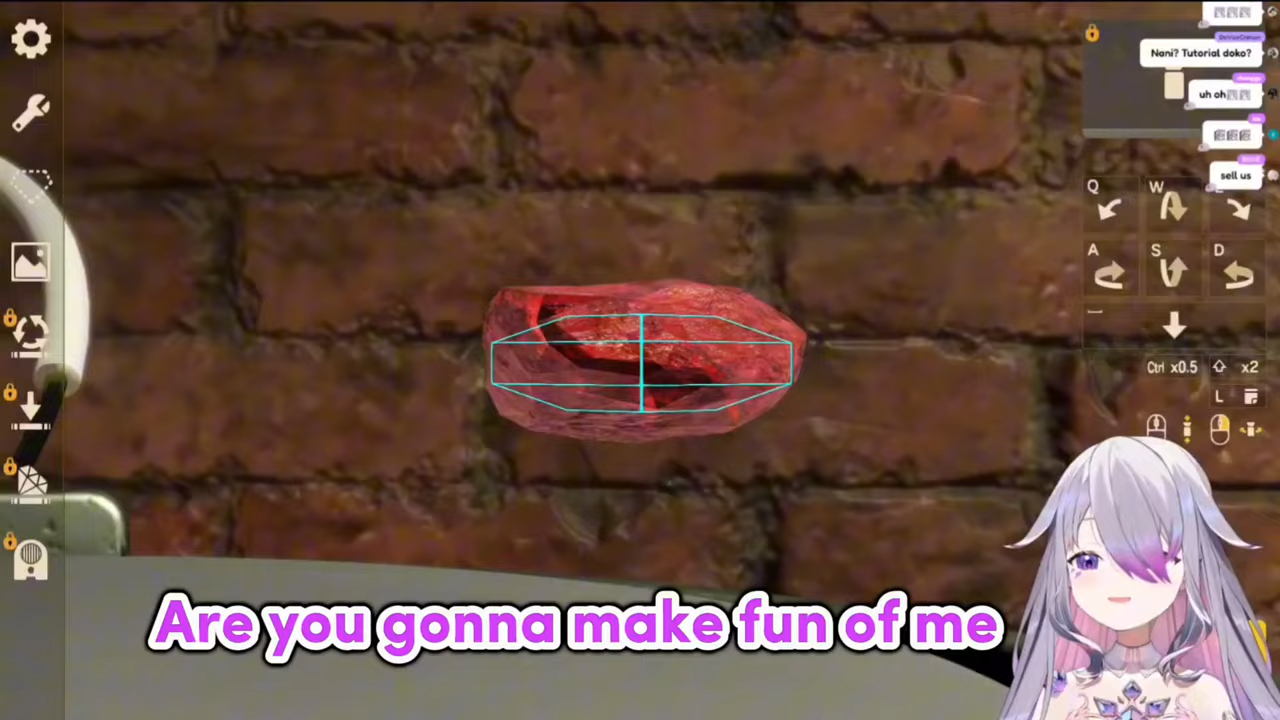 Nani? Tutorial doko?
uh oh
sell us
Q
W
A
S
D
Ctrl x0.5
x2
L
Are you gonna make fun of me